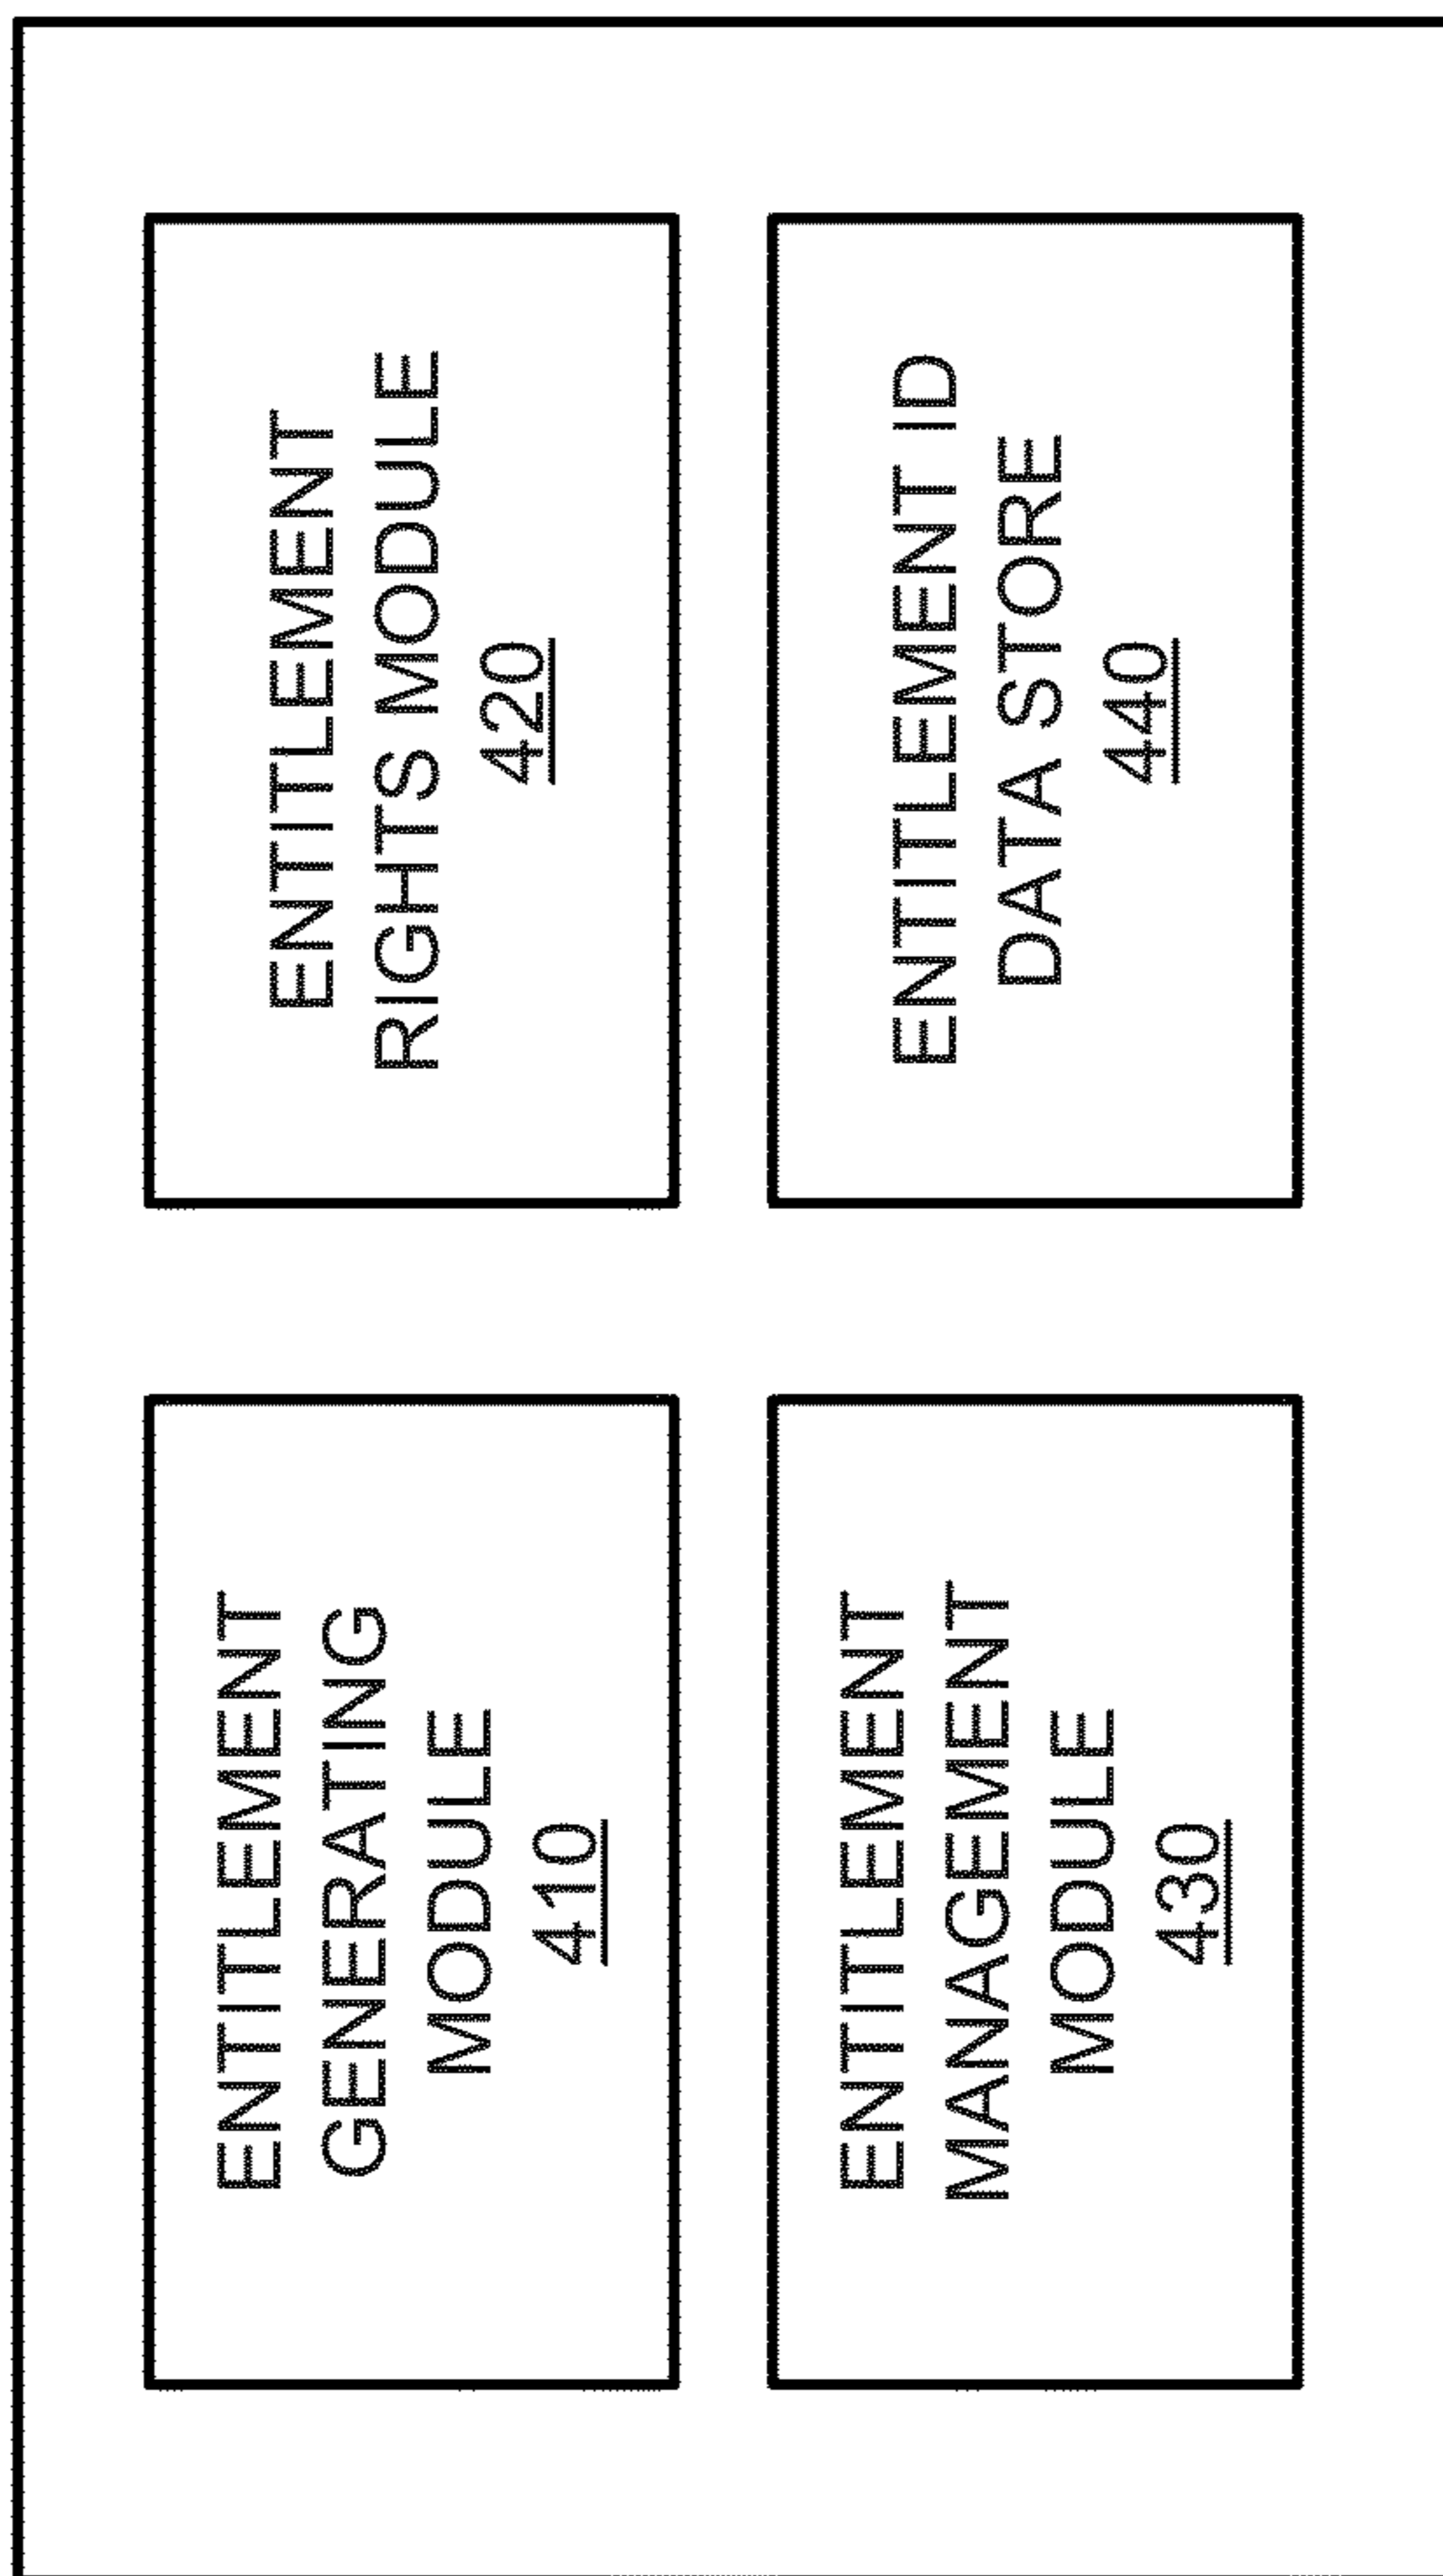 ENTITLEMENT
GENERATING
MODULE
410
ENTITLEMENT
RIGHTS MODULE
420
ENTITLEMENT
MANAGEMENT
MODULE
430
ENTITLEMENT ID
DATA STORE
440